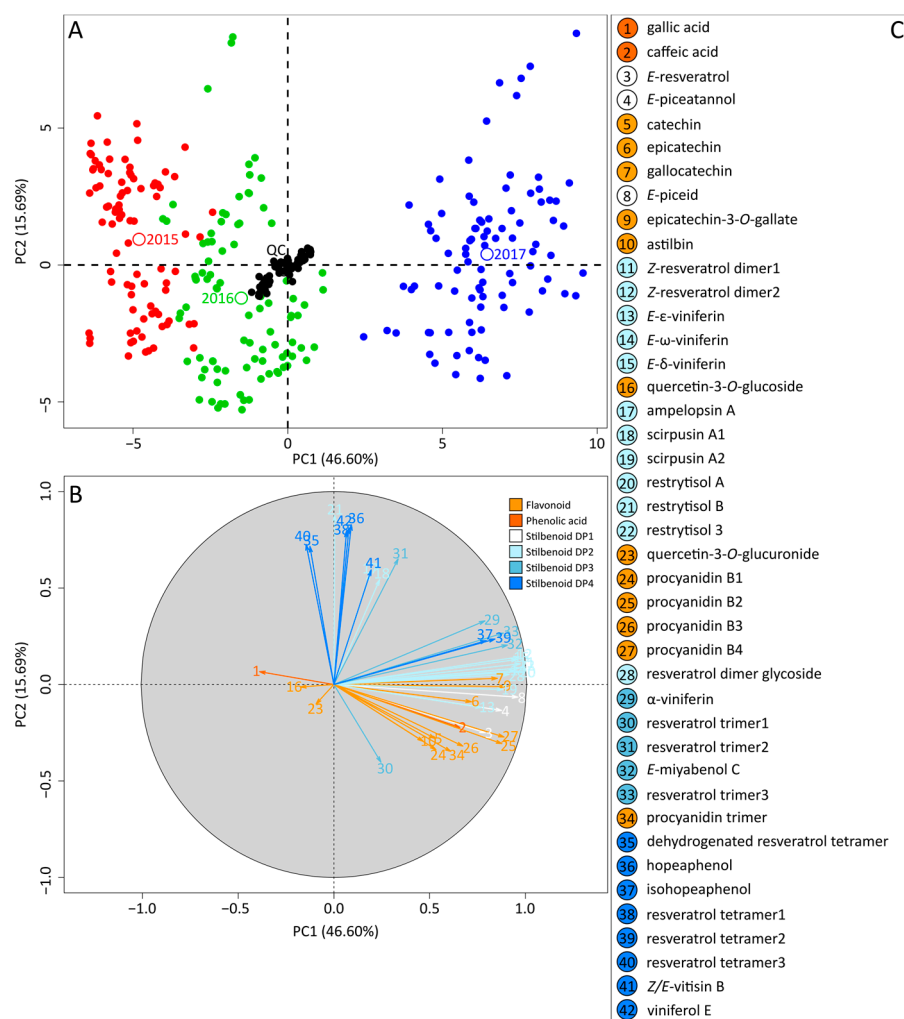 A
PC2 (15.69%)
5
0
−5
2015
2016
QC
2017
−5
0
5
10
PC1 (46.60%)
B
PC2 (15.69%)
1.0
0.5
0.0
−0.5
−1.0
Flavonoid
Phenolic acid
Stilbenoid DP1
Stilbenoid DP2
Stilbenoid DP3
Stilbenoid DP4
42
36
38
40
35
31
41
29
33
37
39
32
1
16
23
7
6
8
4
2
3
27
25
26
24
34
30
−1.0
−0.5
0.0
0.5
1.0
PC1 (46.60%)
C
1 gallic acid
2 caffeic acid
3 E-resveratrol
4 E-piceatannol
5 catechin
6 epicatechin
7 gallocatechin
8 E-piceid
9 epicatechin-3-O-gallate
10 astilbin
11 Z-resveratrol dimer1
12 Z-resveratrol dimer2
13 E-ε-viniferin
14 E-ω-viniferin
15 E-δ-viniferin
16 quercetin-3-O-glucoside
17 ampelopsin A
18 scirpusin A1
19 scirpusin A2
20 restrytisol A
21 restrytisol B
22 restrytisol 3
23 quercetin-3-O-glucuronide
24 procyanidin B1
25 procyanidin B2
26 procyanidin B3
27 procyanidin B4
28 resveratrol dimer glycoside
29 α-viniferin
30 resveratrol trimer1
31 resveratrol trimer2
32 E-miyabenol C
33 resveratrol trimer3
34 procyanidin trimer
35 dehydrogenated resveratrol tetramer
36 hopeaphenol
37 isohopeaphenol
38 resveratrol tetramer1
39 resveratrol tetramer2
40 resveratrol tetramer3
41 Z/E-vitisin B
42 viniferol E